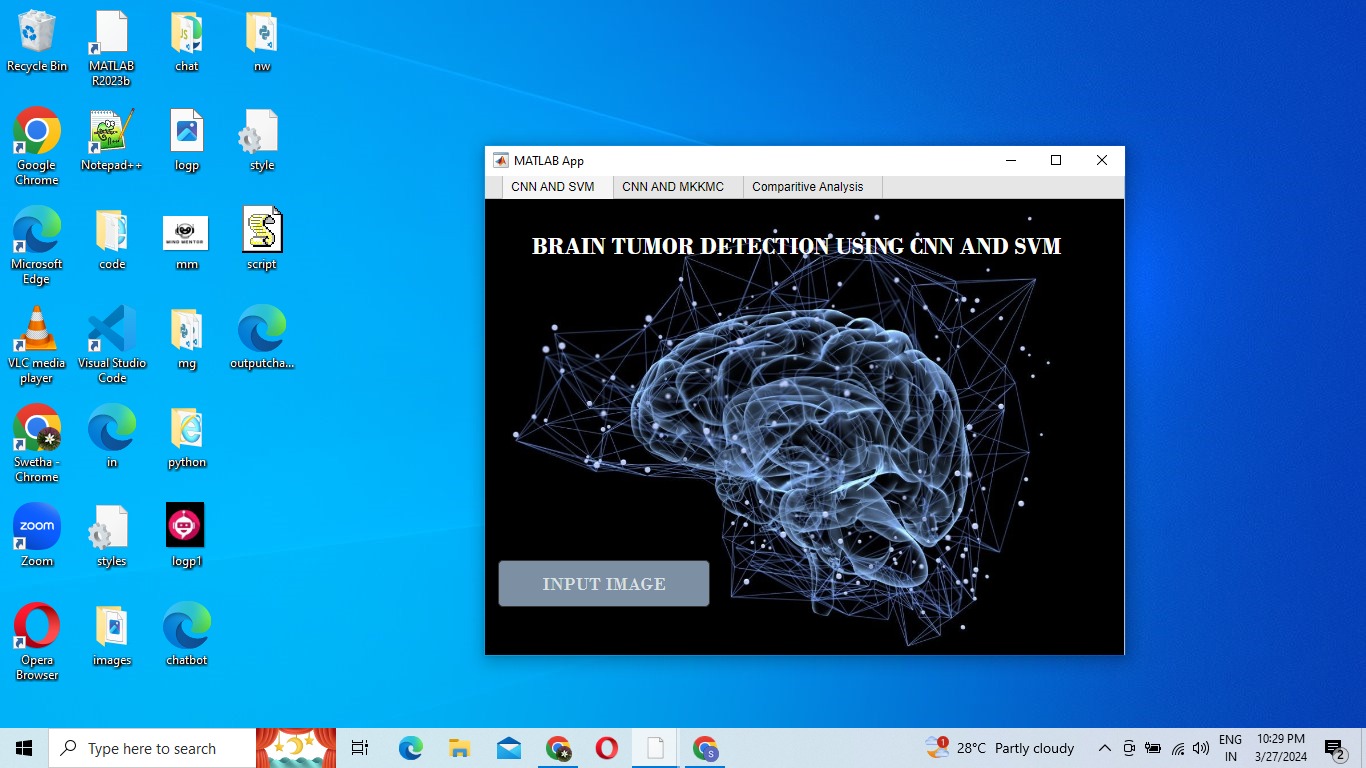 Recycle Bin
MATLAB
R2023b
chat
nw
Google
Chrome
Notepad++
logp
style
Microsoft
Edge
code
MIND MENTOR
mm
script
VLC media
player
Visual Studio
Code
mg
outputcha...
Swetha -
Chrome
in
python
zoom
Zoom
styles
logp1
Opera
Browser
images
chatbot
MATLAB App
CNN AND SVM
CNN AND MKKMC
Comparitive Analysis
BRAIN TUMOR DETECTION USING CNN AND SVM
INPUT IMAGE
Type here to search
1
28°C Partly cloudy
ENG
IN
10:29 PM
3/27/2024
2
S